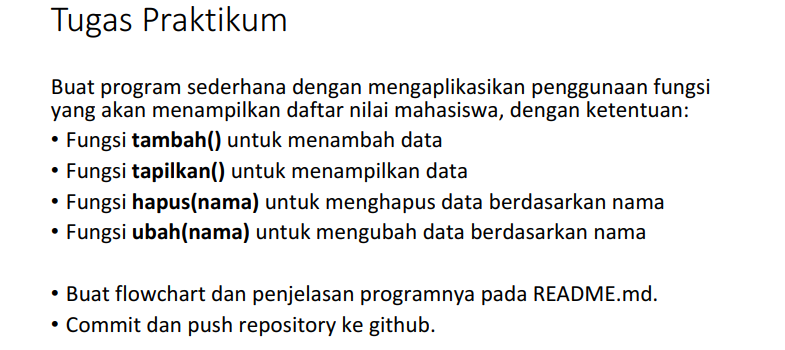 Tugas Praktikum
Buat program sederhana dengan mengaplikasikan penggunaan fungsi
yang akan menampilkan daftar nilai mahasiswa, dengan ketentuan:
• Fungsi tambah() untuk menambah data
• Fungsi tapilkan() untuk menampilkan data
• Fungsi hapus(nama) untuk menghapus data berdasarkan nama
• Fungsi ubah(nama) untuk mengubah data berdasarkan nama
• Buat flowchart dan penjelasan programnya pada README.md.
• Commit dan push repository ke github.